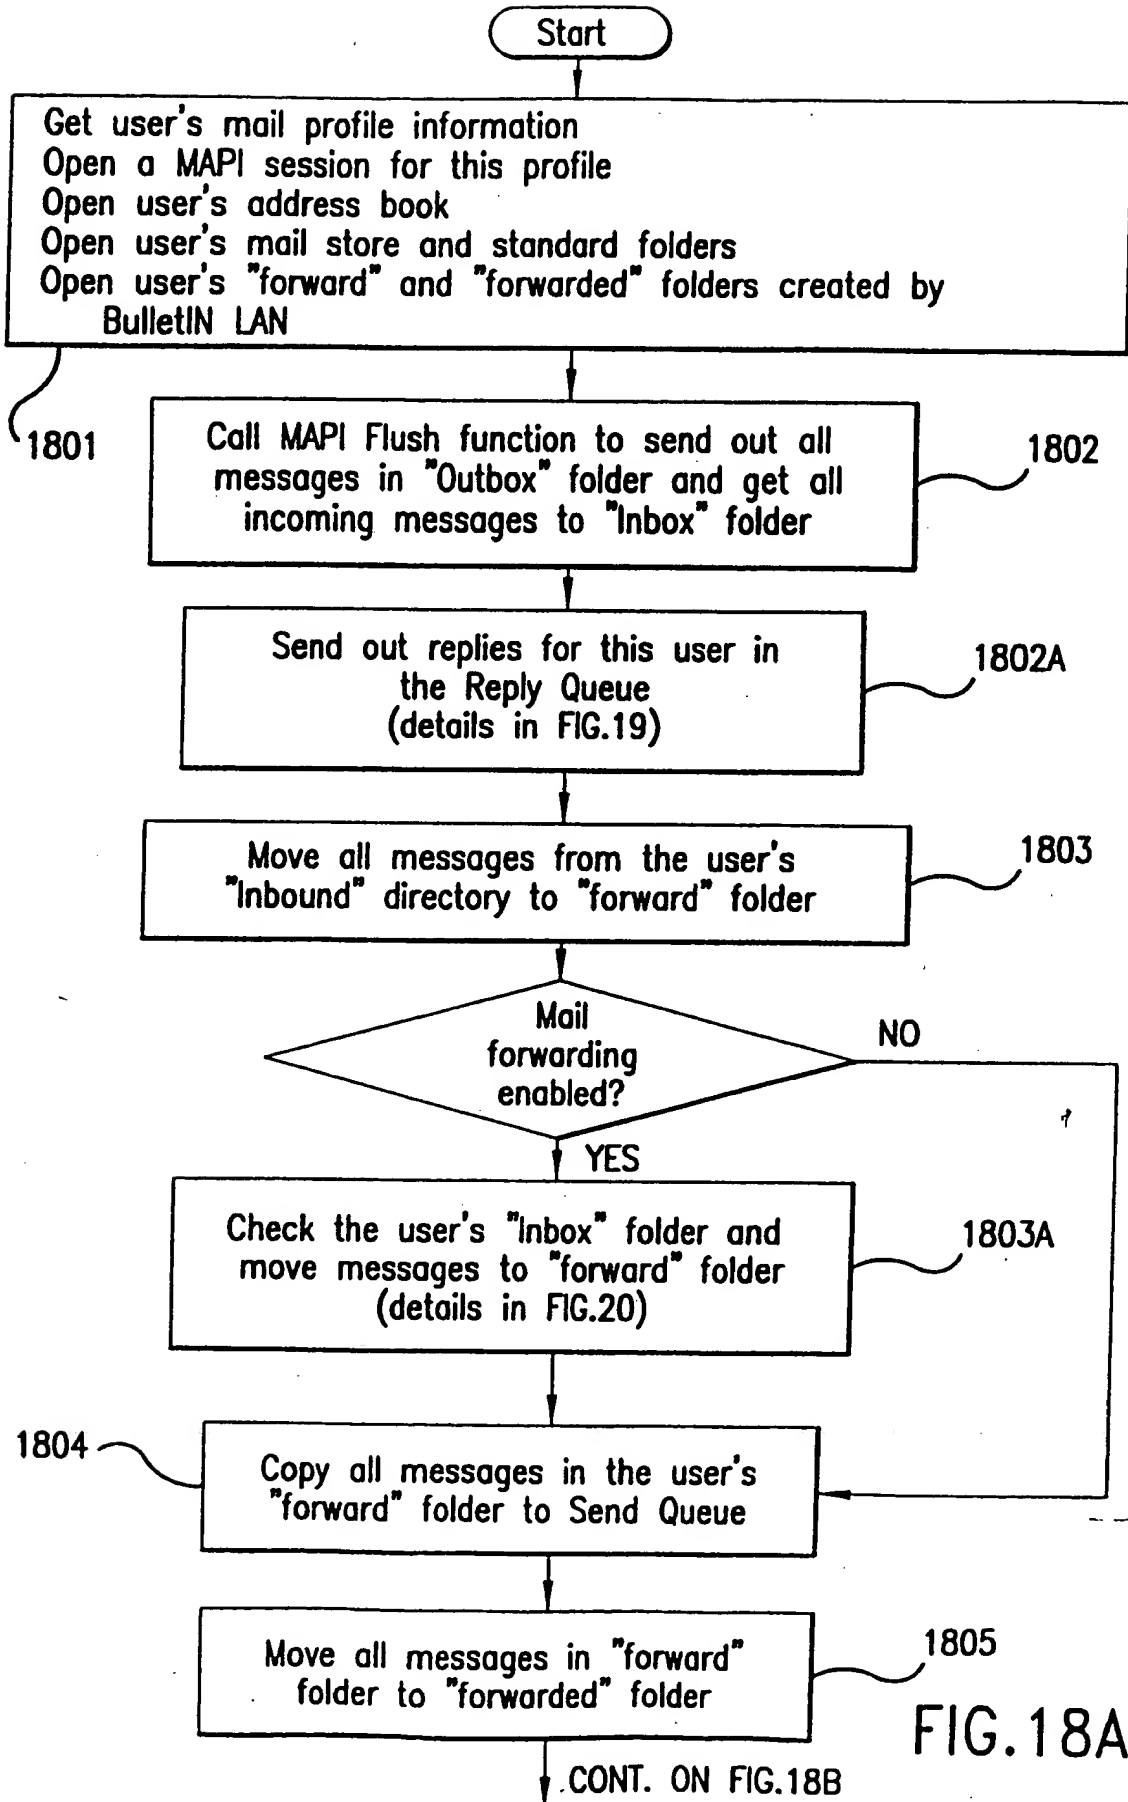 Start
Get user's mail profile information
Open a MAPI session for this profile
Open user's address book
Open user's mail store and standard folders
Open user's "forward" and "forwarded" folders created by
BulletIN LAN
1801
Call MAPI Flush function to send out all
messages in "Outbox" folder and get all
incoming messages to "Inbox" folder
1802
Send out replies for this user in
the Reply Queue
(details in FIG.19)
1802A
Move all messages from the user's
"Inbound" directory to "forward" folder
1803
Mail
forwarding
enabled?
NO
YES
Check the user's "Inbox" folder and
move messages to "forward" folder
(details in FIG.20)
1803A
1804
Copy all messages in the user's
"forward" folder to Send Queue
Move all messages in "forward"
folder to "forwarded" folder
1805
FIG.18A
CONT. ON FIG.18B